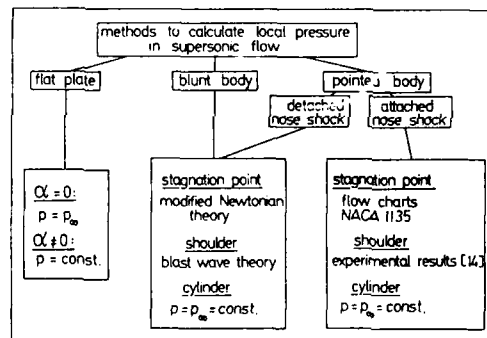 methods to calculate local pressure
in supersonic flow
flat plate
blunt body
pointed body
detached
nose shock
attached
nose shock
α = 0:
p = p∞
α ≠ 0:
p = const.
stagnation point
modified Newtonian
theory
shoulder
blast wave theory
cylinder
p = p∞ = const.
stagnation point
flow charts
NACA 1135
shoulder
experimental results [14]
cylinder
p = p∞ = const.